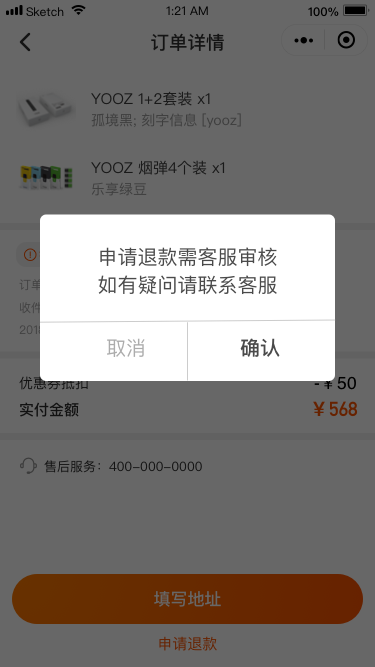 Sketch
1:21 AM
100%
订单详情
YOOZ 1+2套装 x1
孤境黑; 刻字信息 [yooz]
YOOZ 烟弹4个装 x1
乐享绿豆
申请退款需客服审核
如有疑问请联系客服
订单
收件
2018
取消
确认
优惠券抵扣
-￥50
实付金额
￥568
售后服务：400-000-0000
填写地址
申请退款